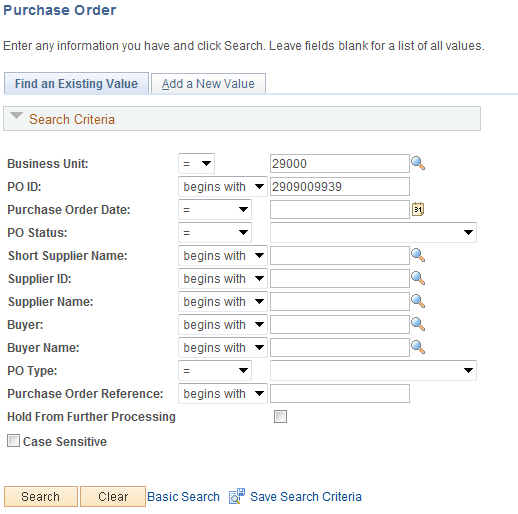 Purchase Order
Enter any information you have and click Search. Leave fields blank for a list of all values.
Find an Existing Value Add a New Value
Search Criteria
Business Unit: = 29000
PO ID: begins with 2909009939
Purchase Order Date: = 31
PO Status: =
Short Supplier Name: begins with
Supplier ID: begins with
Supplier Name: begins with
Buyer: begins with
Buyer Name: begins with
PO Type: =
Purchase Order Reference: begins with
Hold From Further Processing
Case Sensitive
Search Clear Basic Search Save Search Criteria